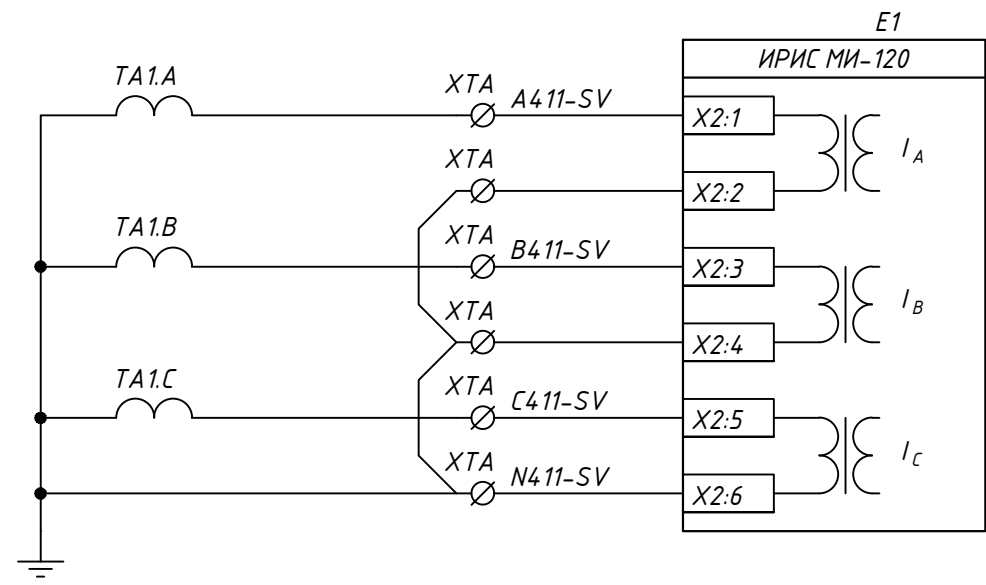 E1
ИРИС МИ-120
TA1.A
XTA
A411-SV
X2:1
I A
XTA
X2:2
TA1.B
XTA
B411-SV
X2:3
I B
XTA
X2:4
TA1.C
XTA
C411-SV
X2:5
I C
XTA
N411-SV
X2:6